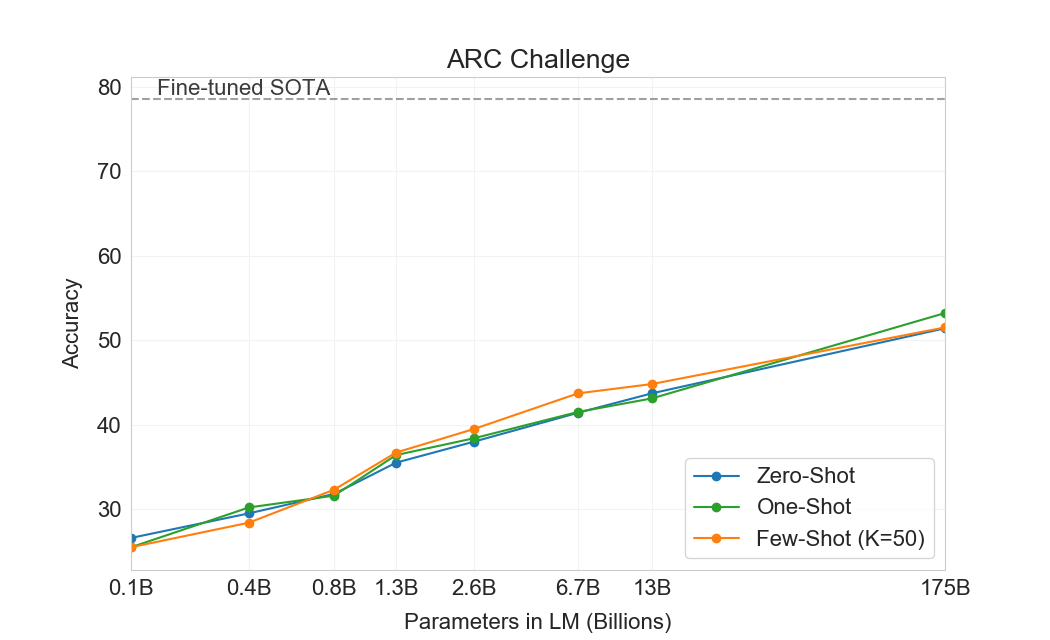 ARC Challenge
Fine-tuned SOTA
80
70
60
50
40
30
Accuracy
Zero-Shot
One-Shot
Few-Shot (K=50)
0.1B 0.4B 0.8B 1.3B 2.6B 6.7B 13B 175B
Parameters in LM (Billions)